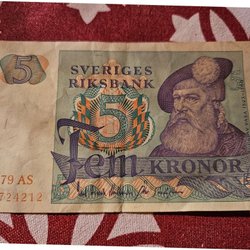 5 SVERIGES
RIKSBANK
5
Fem KRONOR
79 AS
724212